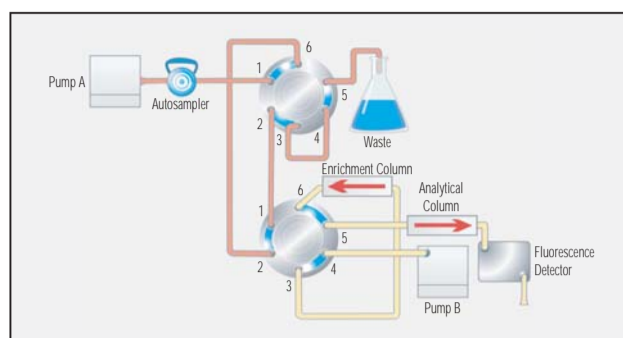 6
1
Pump A
5
Autosampler
2
3
4
Waste
Enrichment Column
6
Analytical
Column
1
5
2
4
Fluorescence
Detector
3
Pump B